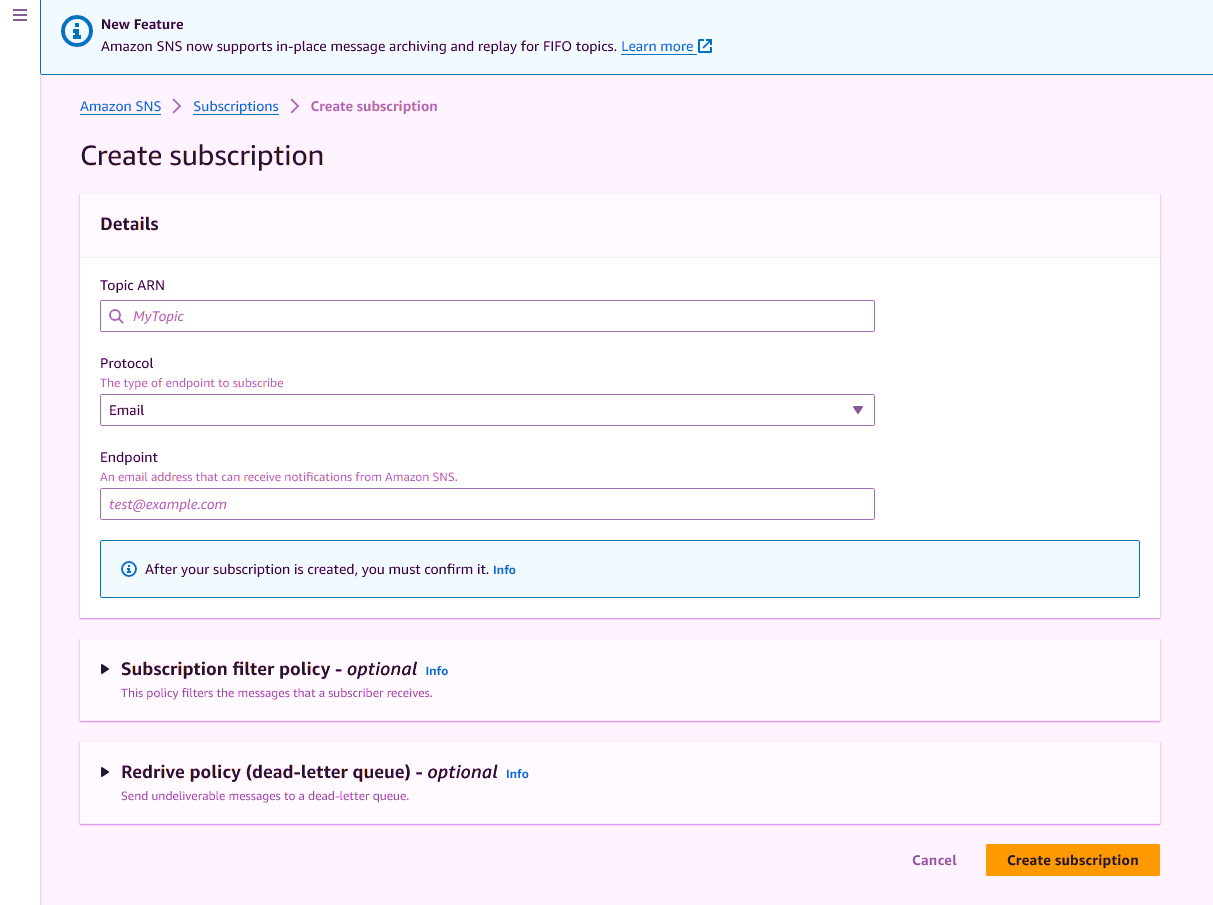 New Feature
Amazon SNS now supports in-place message archiving and replay for FIFO topics. Learn more
Amazon SNS > Subscriptions > Create subscription
Create subscription
Details
Topic ARN
MyTopic
Protocol
The type of endpoint to subscribe
Email
Endpoint
An email address that can receive notifications from Amazon SNS.
test@example.com
After your subscription is created, you must confirm it. Info
Subscription filter policy - optional Info
This policy filters the messages that a subscriber receives.
Redrive policy (dead-letter queue) - optional Info
Send undeliverable messages to a dead-letter queue.
Cancel Create subscription